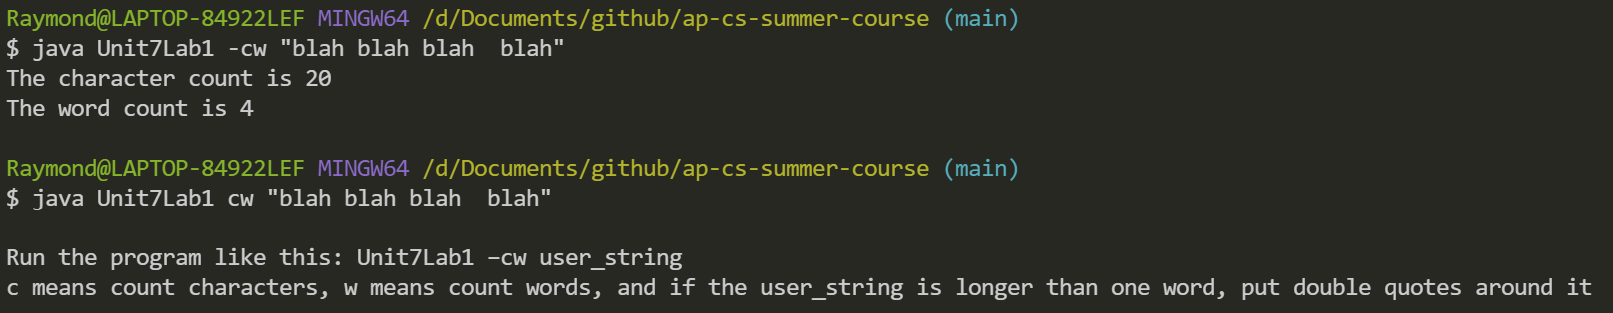 Raymond@LAPTOP-84922LEF MINGW64 /d/Documents/github/ap-cs-summer-course (main)
$ java Unit7Lab1 -cw "blah blah blah  blah"
The character count is 20
The word count is 4
Raymond@LAPTOP-84922LEF MINGW64 /d/Documents/github/ap-cs-summer-course (main)
$ java Unit7Lab1 cw "blah blah blah  blah"
Run the program like this: Unit7Lab1 –cw user_string
c means count characters, w means count words, and if the user_string is longer than one word, put double quotes around it